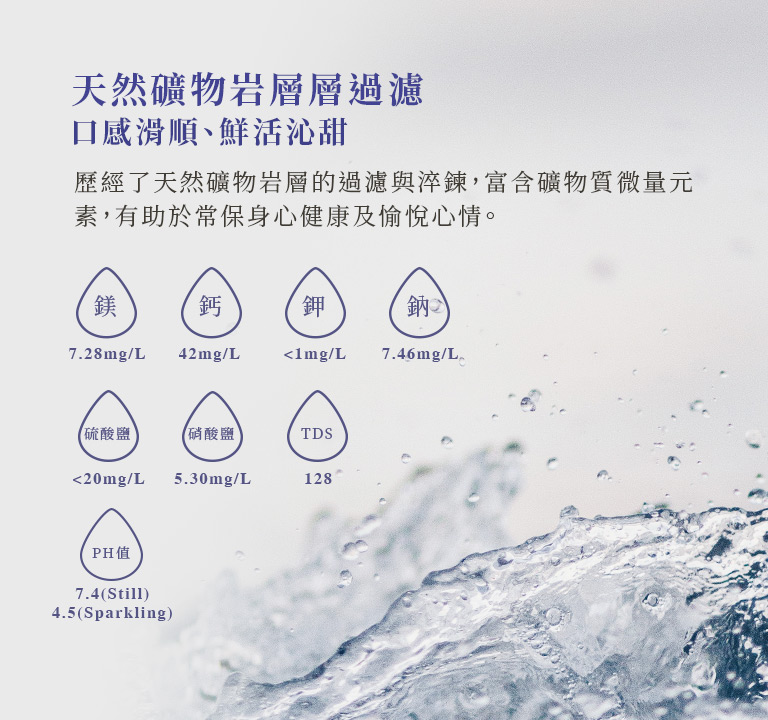 天然礦物岩層層過濾
口感滑順、鮮活沁甜
歷經了天然礦物岩層的過濾與淬鍊，富含礦物質微量元
素，有助於常保身心健康及愉悅心情。
鎂 鈣 鉀 鈉
7.28mg/L 42mg/L <1mg/L 7.46mg/L
硫酸鹽 硝酸鹽 TDS
<20mg/L 5.30mg/L 128
PH值
7.4(Still)
4.5(Sparkling)